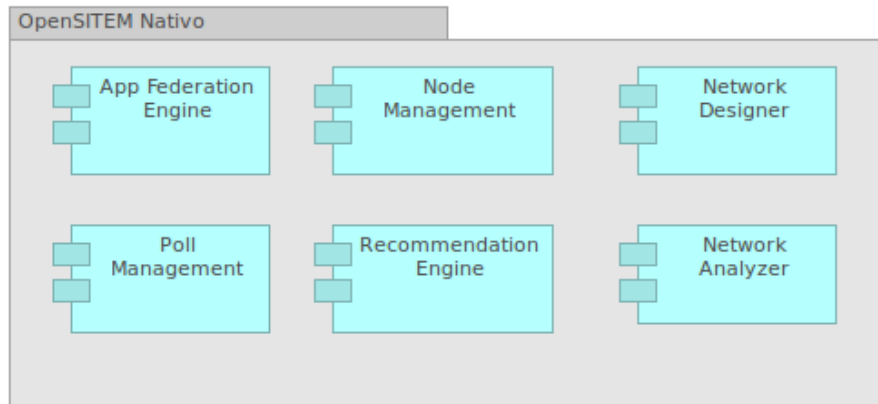 OpenSITEM Nativo
App Federation
Engine
Node
Management
Network
Designer
Poll
Management
Recommendation
Engine
Network
Analyzer